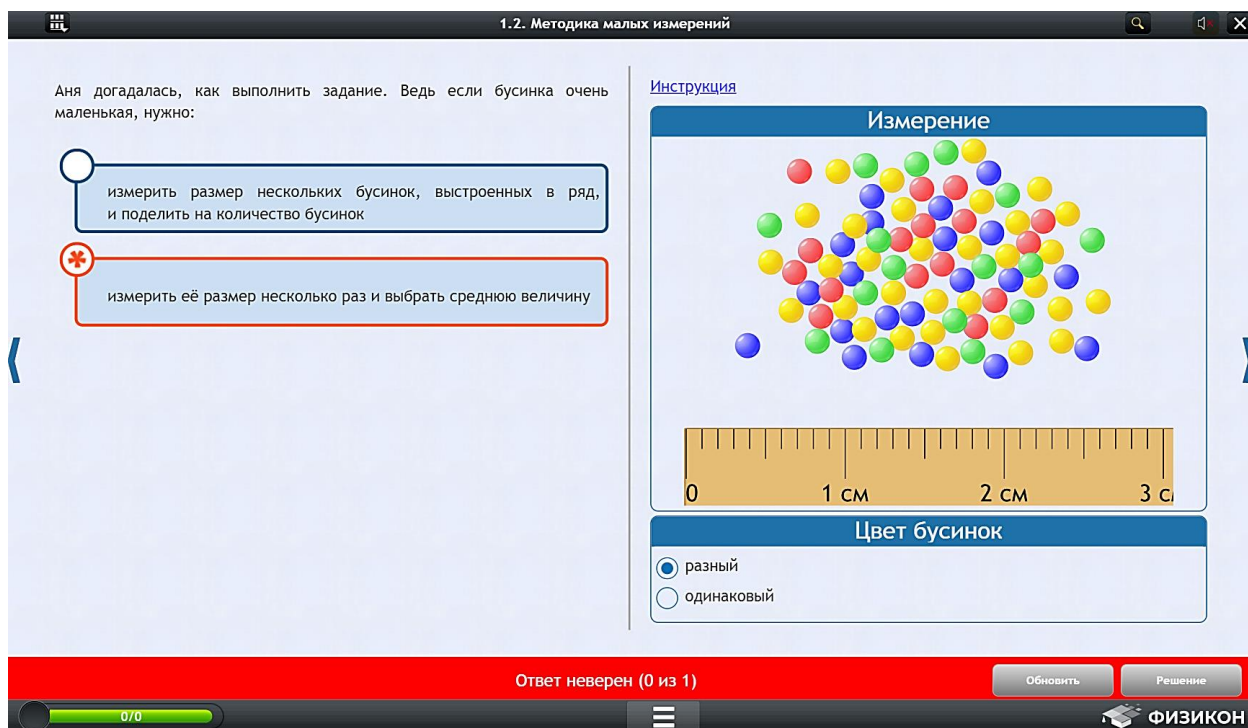 1.2. Методика малых измерений
Аня догадалась, как выполнить задание. Ведь если бусинка очень
маленькая, нужно:
измерить размер нескольких бусинок, выстроенных в ряд,
и поделить на количество бусинок
измерить её размер несколько раз и выбрать среднюю величину
Инструкция
Измерение
0 1 см 2 см 3 с
Цвет бусинок
разный
одинаковый
Ответ неверен (0 из 1)
Обновить
Решение
0/0
ФИЗИКОН